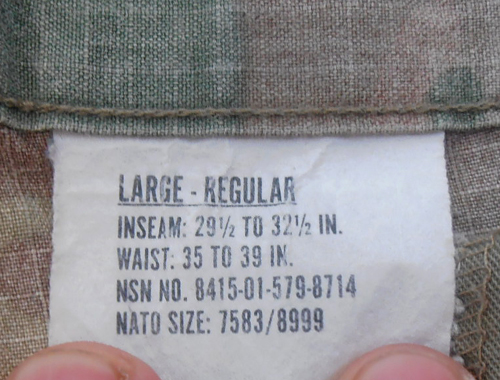 LARGE - REGULAR
INSEAM: 29½ TO 32½ IN.
WAIST: 35 TO 39 IN.
NSN NO. 8415-01-579-8714
NATO SIZE: 7583/8999